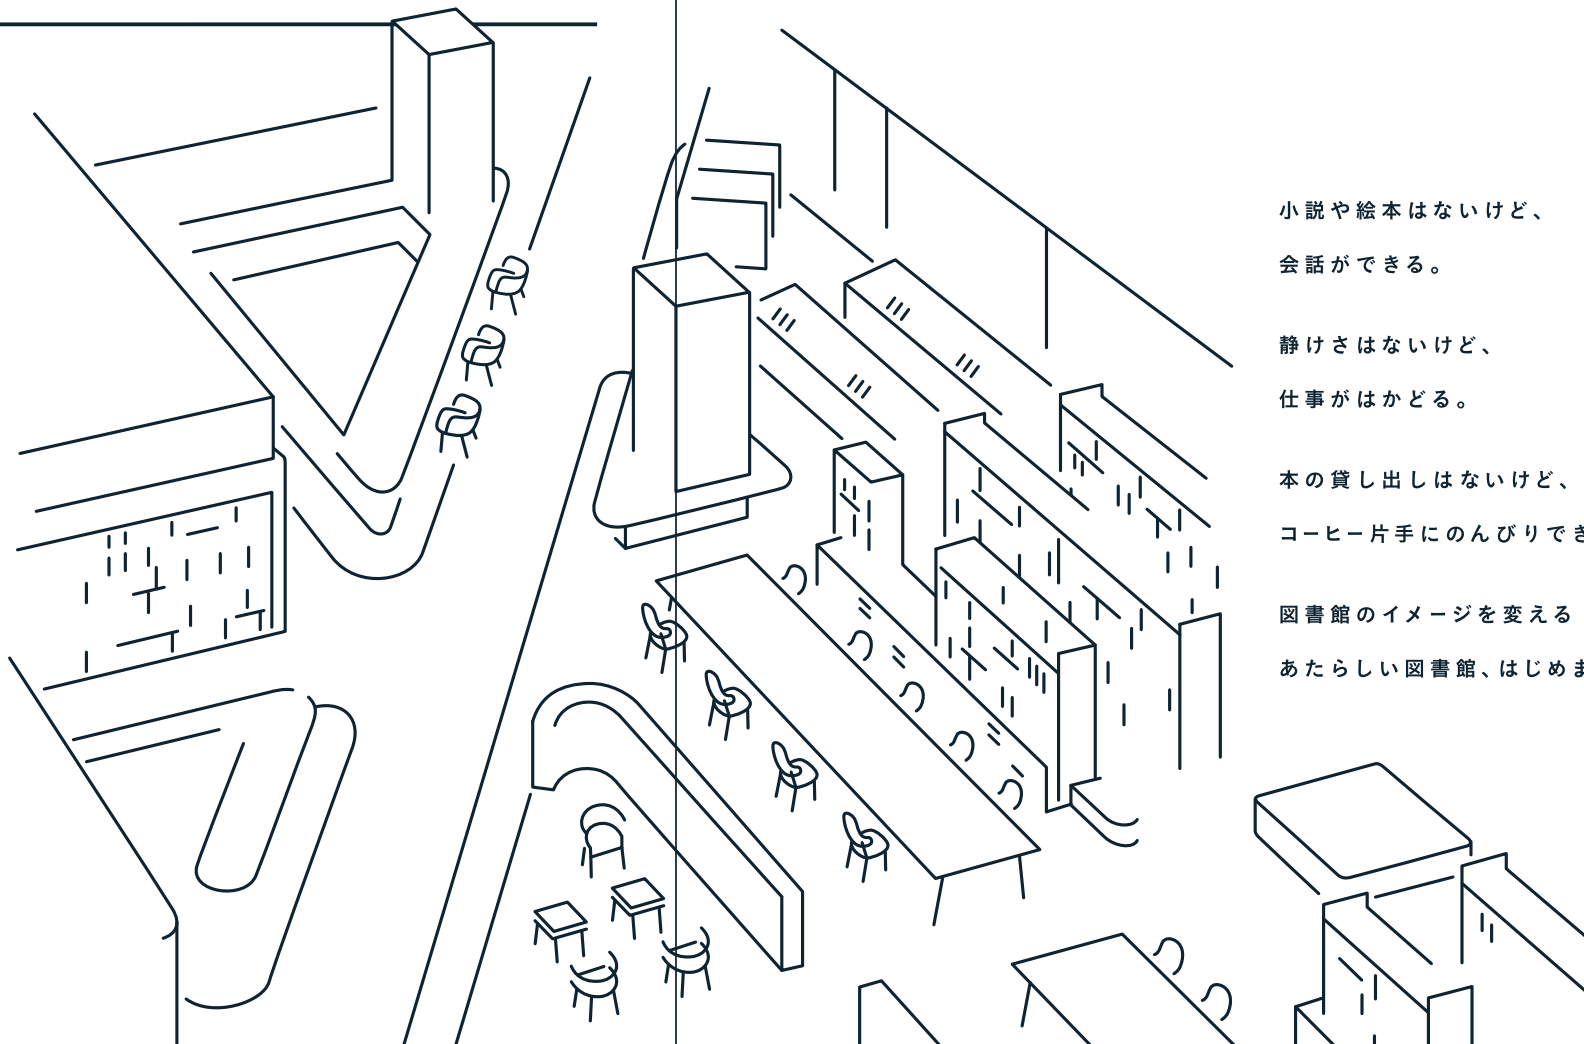 小説や絵本はないけど、
会話ができる。
静けさはないけど、
仕事がはかどる。
本の貸し出しはないけど、
コーヒー片手にのんびりでき
図書館のイメージを変える
あたらしい図書館、はじめま